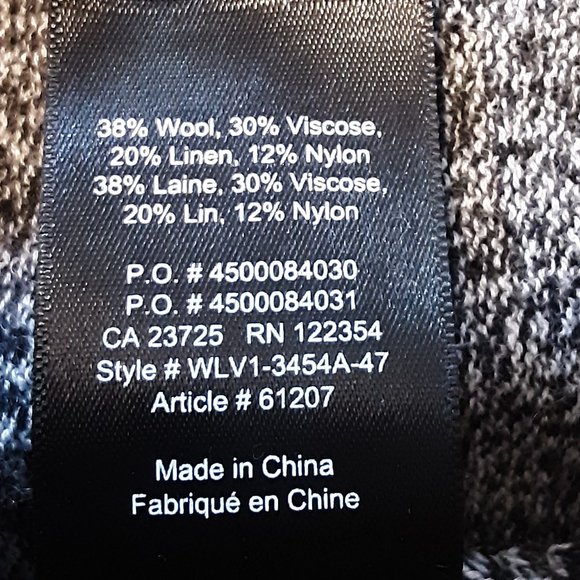 38% Wool, 30% Viscose,
20% Linen, 12% Nylon
38% Laine, 30% Viscose,
20% Lin, 12% Nylon
P.O. # 4500084030
P.O. # 4500084031
CA 23725 RN 122354
Style # WLV1-3454A-47
Article # 61207
Made in China
Fabriqué en Chine